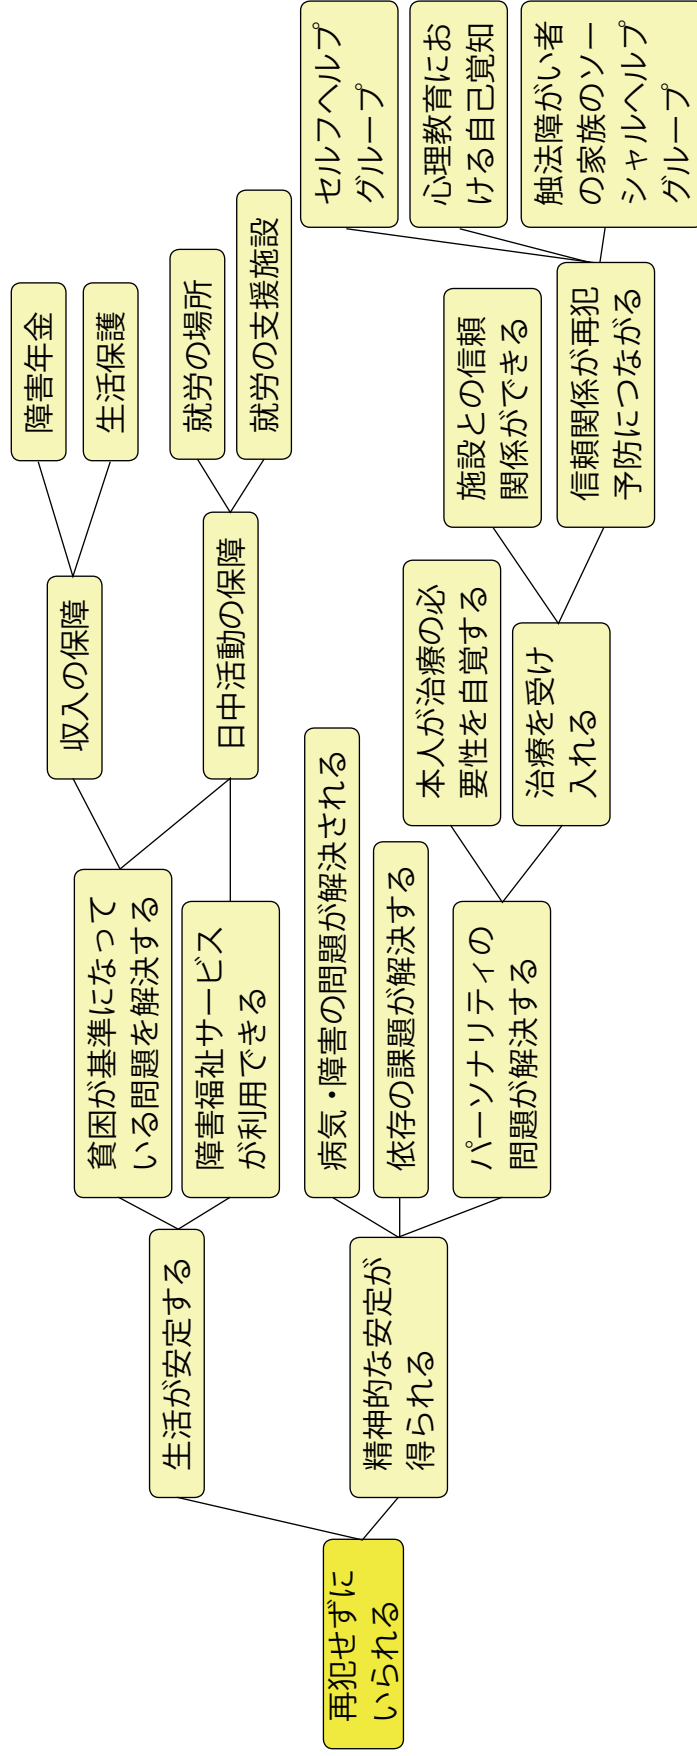 再犯せずに
いられる
生活が安定する
精神的な安定が
得られる
貧困が基準になって
いる問題を解決する
障害福祉サービス
が利用できる
病気・障害の問題が解決される
依存の課題が解決する
パーソナリティの
問題が解決する
収入の保障
日中活動の保障
本人が治療の必
要性を自覚する
治療を受け
入れる
障害年金
生活保護
就労の場所
就労の支援施設
施設との信頼
関係ができる
信頼関係が再犯
予防につながる
セルフヘルプ
グループ
心理教育にお
ける自己覚知
触法障がい者
の家族のソー
シャルヘルプ
グループ